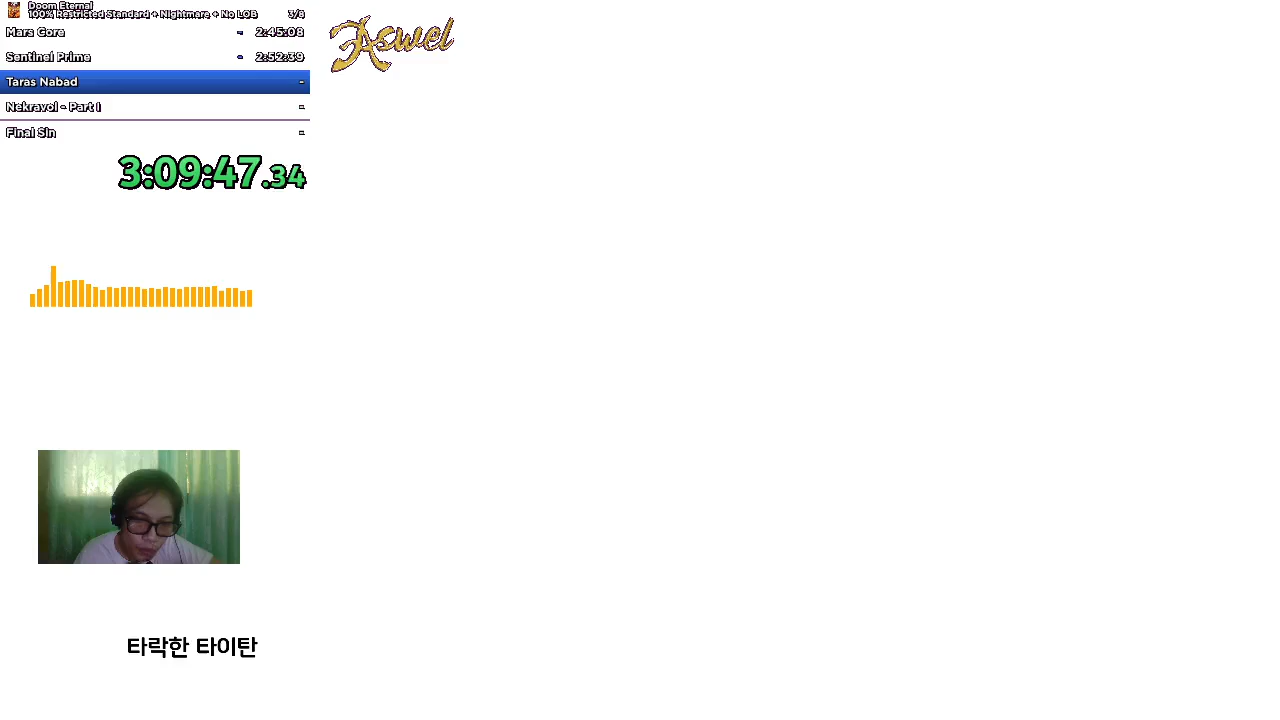 Doom Eternal
100% Restricted Standard + Nightmare + No LOB 3/8
Mars Core - 2:45:08
Sentinel Prime - 2:52:39
Taras Nabad -
Nekravol - Part I -
Final Sin -
3:09:47.34
Aswel
타락한 타이탄